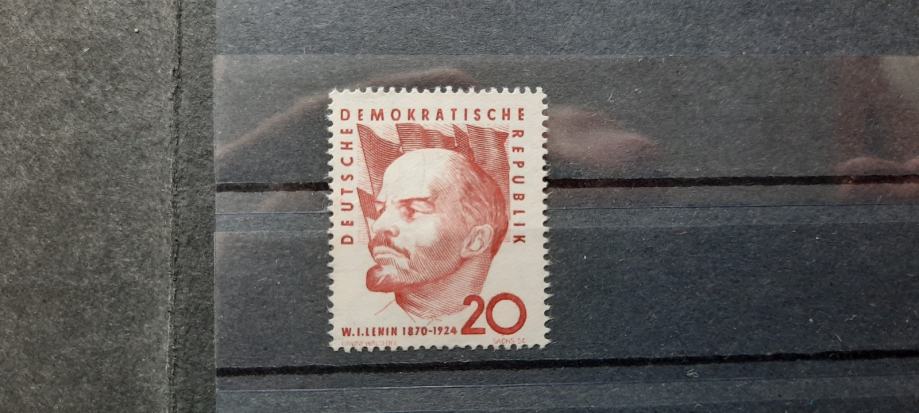 DEUTSCHE DEMOKRATISCHE REPUBLIK
W.I.LENIN 1870-1924
20